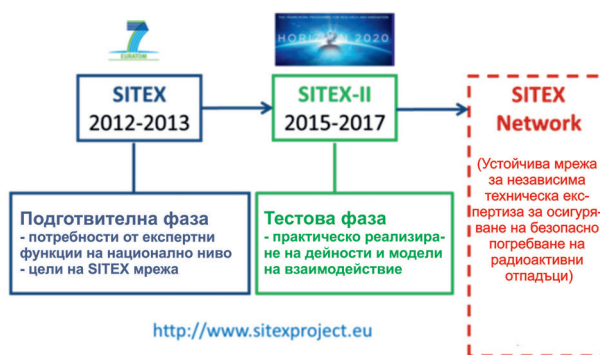 7
EURATOM
HORIZON 2020
SITEX
2012-2013
SITEX-II
2015-2017
SITEX
Network
(Устойчива мрежа
за независима
техническа екс-
пертиза за осигуря-
ване на безопасно
погребване на
радиоактивни
отпадъци)
Подготвителна фаза
- потребности от експертни
функции на национално ниво
- цели на SITEX мрежа
Тестова фаза
- практическо реализира-
не на дейности и модели
на взаимодействие
http://www.sitexproject.eu